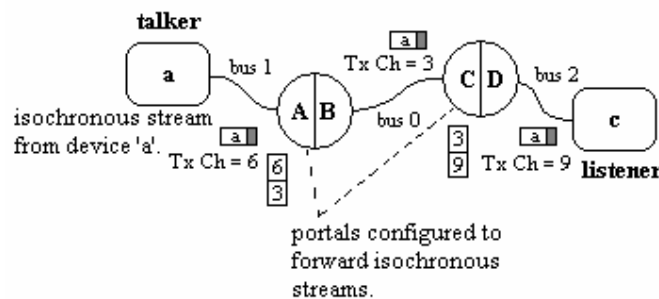 talker
a
bus 1
isochronous stream
from device 'a'.
a
Tx Ch = 6
6
3
A B
a
Tx Ch = 3
bus 0
C D
3
9
bus 2
a
Tx Ch = 9
c
listener
portals configured to
forward isochronous
streams.